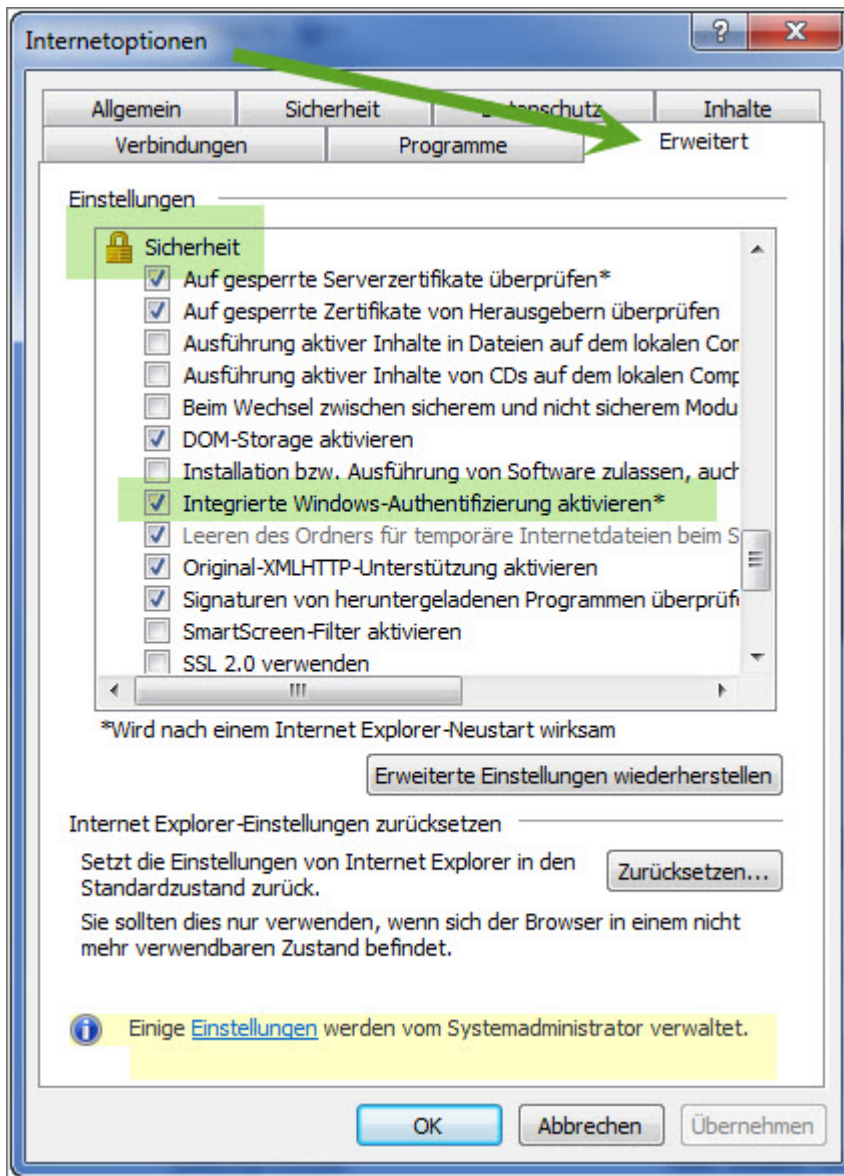 Internetoptionen
Allgemein Sicherheit Datenschutz Inhalte
Verbindungen Programme Erweitert
Einstellungen
Sicherheit
Auf gesperrte Serverzertifikate überprüfen*
Auf gesperrte Zertifikate von Herausgebern überprüfen
Ausführung aktiver Inhalte in Dateien auf dem lokalen Com
Ausführung aktiver Inhalte von CDs auf dem lokalen Comp
Beim Wechsel zwischen sicherem und nicht sicherem Modu
DOM-Storage aktivieren
Installation bzw. Ausführung von Software zulassen, auch
Integrierte Windows-Authentifizierung aktivieren*
Leeren des Ordners für temporäre Internetdateien beim S
Original-XMLHTTP-Unterstützung aktivieren
Signaturen von heruntergeladenen Programmen überprüf
SmartScreen-Filter aktivieren
SSL 2.0 verwenden
*Wird nach einem Internet Explorer-Neustart wirksam
Erweiterte Einstellungen wiederherstellen
Internet Explorer-Einstellungen zurücksetzen
Setzt die Einstellungen von Internet Explorer in den
Standardzustand zurück.
Zurücksetzen...
Sie sollten dies nur verwenden, wenn sich der Browser in einem nicht
mehr verwendbaren Zustand befindet.
Einige Einstellungen werden vom Systemadministrator verwaltet.
OK Abbrechen Übernehmen